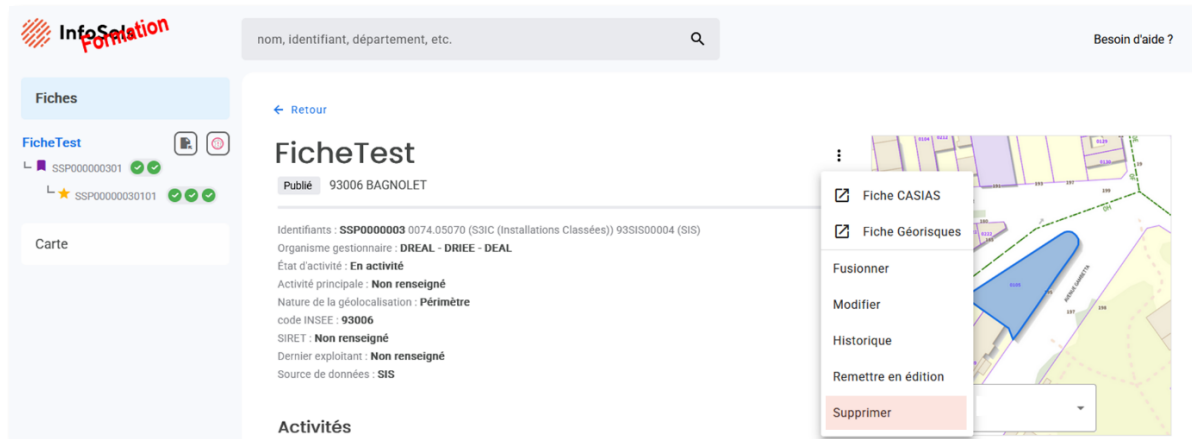 InfoSols
Formation
nom, identifiant, département, etc.
Besoin d'aide ?
Fiches
FicheTest
SSP000000301
SSP00000030101
Carte
Retour
FicheTest
Publié 93006 BAGNOLET
Identifiants : SSP0000003 0074.05070 (S3IC (Installations Classées)) 93SIS00004 (SIS)
Organisme gestionnaire : DREAL - DRIEE - DEAL
État d'activité : En activité
Activité principale : Non renseigné
Nature de la géolocalisation : Périmètre
code INSEE : 93006
SIRET : Non renseigné
Dernier exploitant : Non renseigné
Source de données : SIS
Activités
Fiche CASIAS
Fiche Géorisques
Fusionner
Modifier
Historique
Remettre en édition
Supprimer
AVENUE GAMBETTA